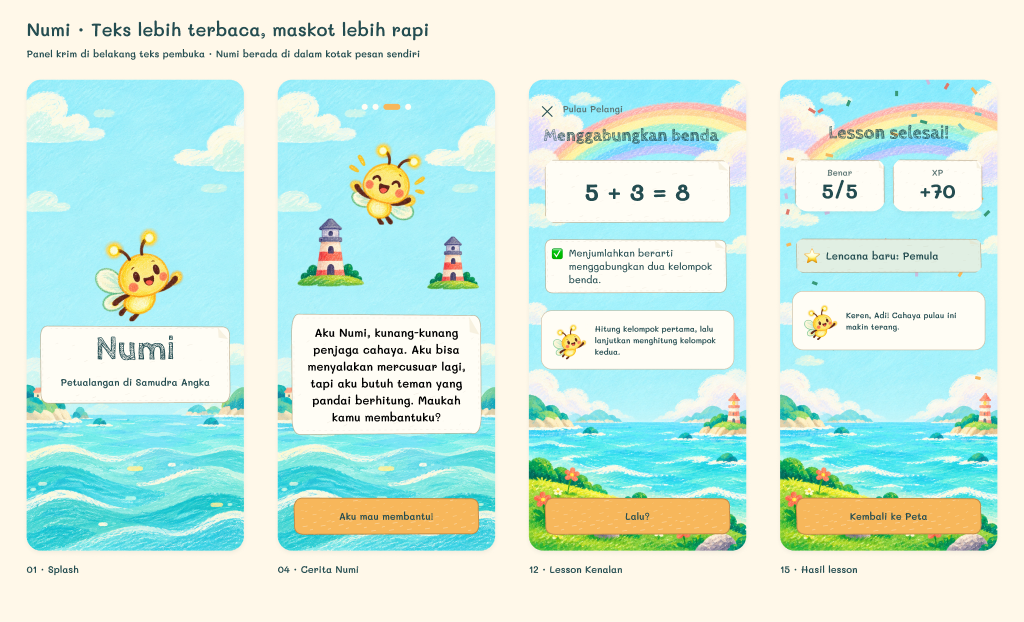 Numi · Teks lebih terbaca, maskot lebih rapi
Panel krim di belakang teks pembuka · Numi berada di dalam kotak pesan sendiri
Numi
Petualangan di Samudra Angka
01 · Splash
Aku Numi, kunang-kunang
penjaga cahaya. Aku bisa
menyalakan mercusuar lagi,
tapi aku butuh teman yang
pandai berhitung. Maukah
kamu membantuku?
Aku mau membantu!
04 · Cerita Numi
Pulau Pelangi
Menggabungkan benda
5 + 3 = 8
Menjumlahkan berarti
menggabungkan dua kelompok
benda.
Hitung kelompok pertama, lalu
lanjutkan menghitung kelompok
kedua.
Lalu?
12 · Lesson Kenalan
Lesson selesai!
Benar
5/5
XP
+70
Lencana baru: Pemula
Keren, Adi! Cahaya pulau ini
makin terang.
Kembali ke Peta
15 · Hasil lesson